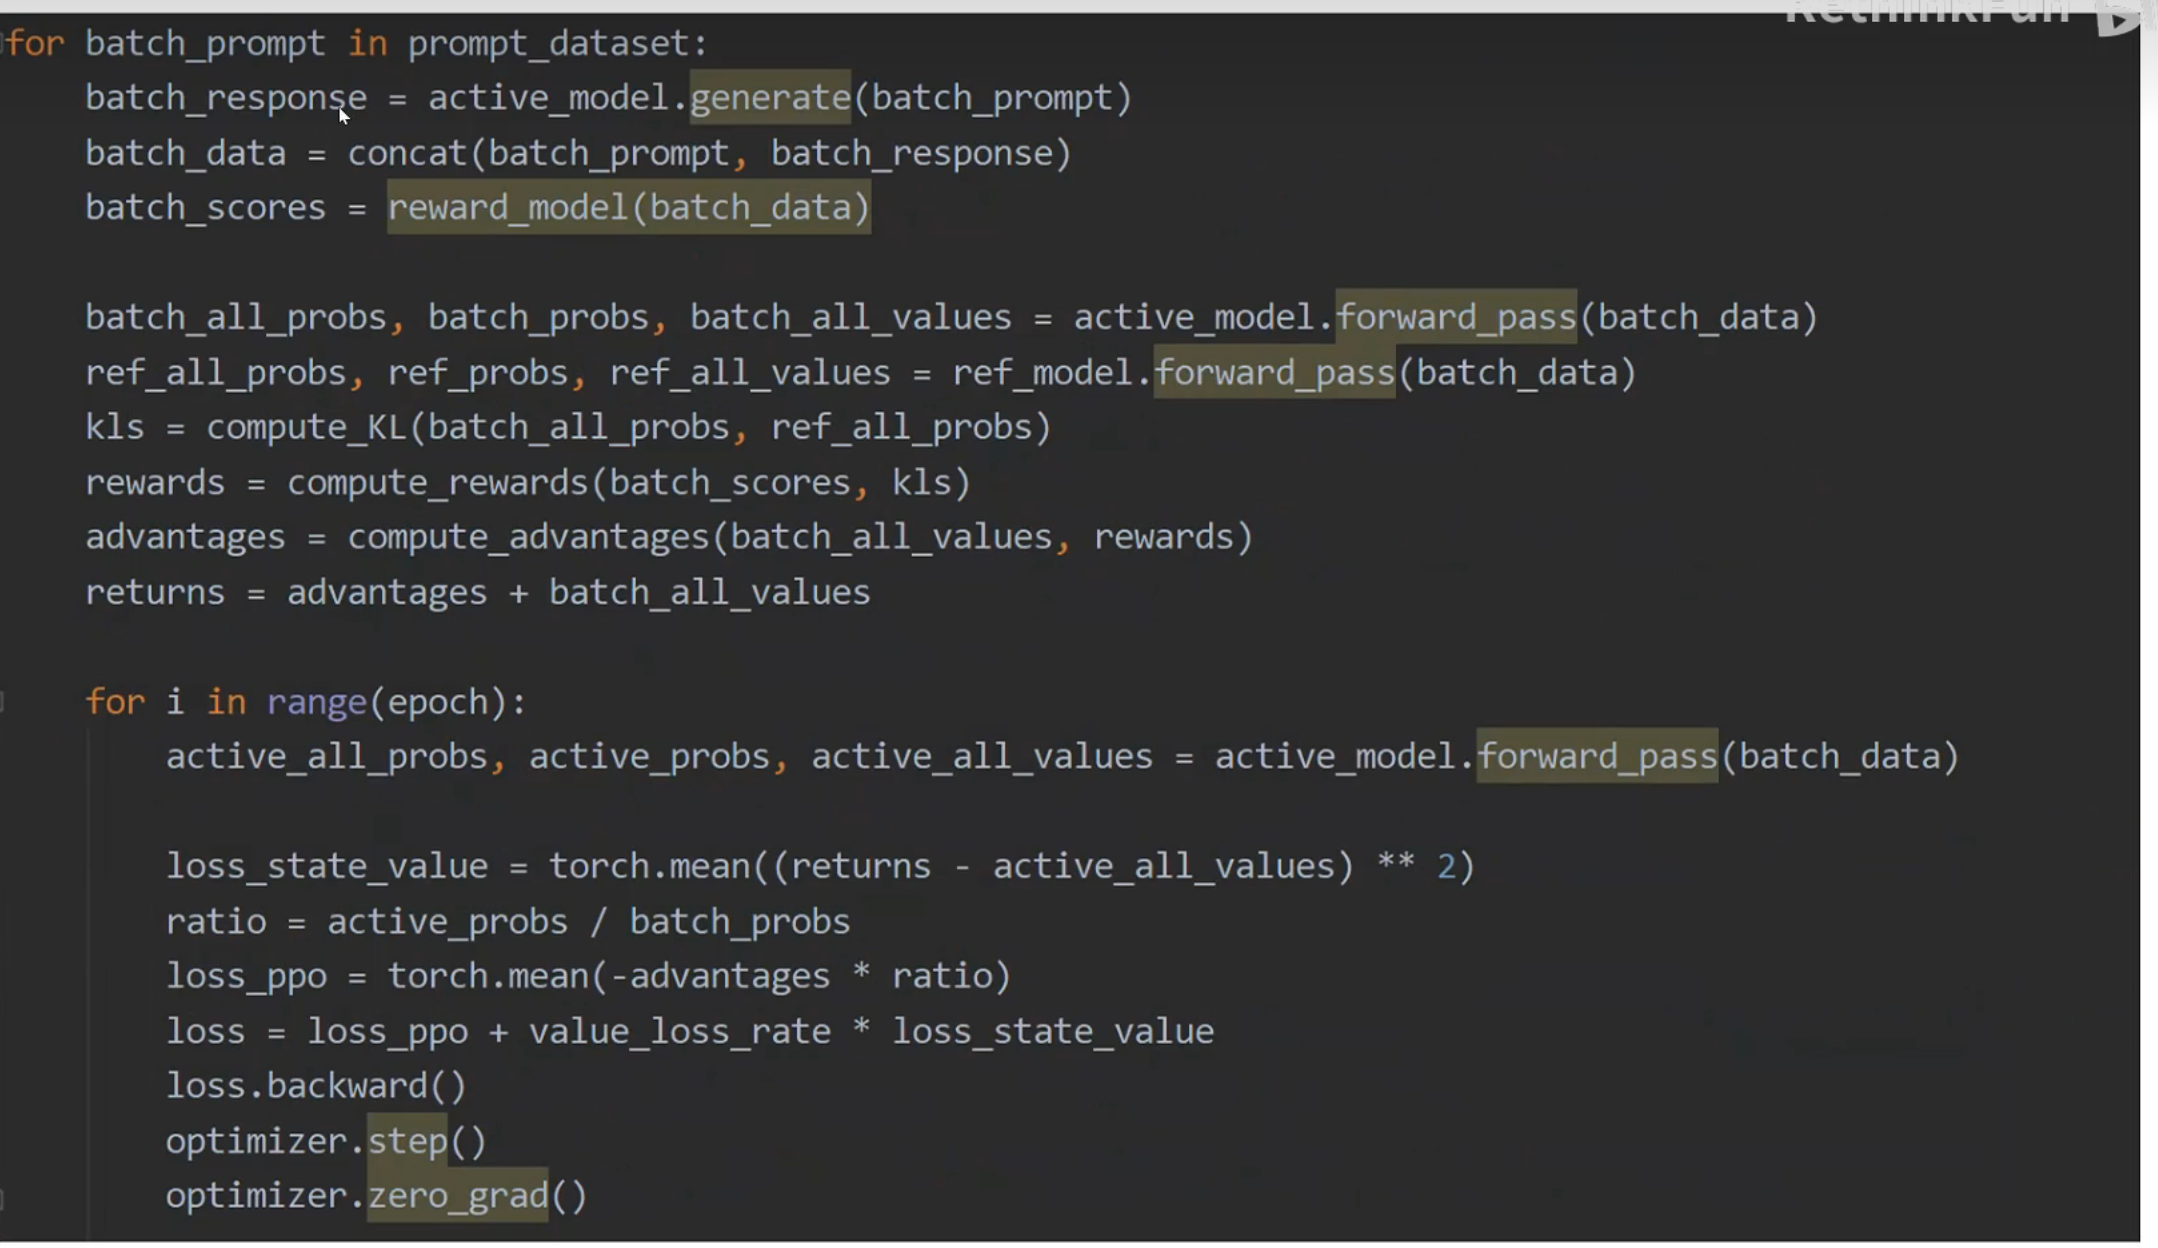 RethinkFun
for batch_prompt in prompt_dataset:
    batch_response = active_model.generate(batch_prompt)
    batch_data = concat(batch_prompt, batch_response)
    batch_scores = reward_model(batch_data)
    batch_all_probs, batch_probs, batch_all_values = active_model.forward_pass(batch_data)
    ref_all_probs, ref_probs, ref_all_values = ref_model.forward_pass(batch_data)
    kls = compute_KL(batch_all_probs, ref_all_probs)
    rewards = compute_rewards(batch_scores, kls)
    advantages = compute_advantages(batch_all_values, rewards)
    returns = advantages + batch_all_values
    for i in range(epoch):
        active_all_probs, active_probs, active_all_values = active_model.forward_pass(batch_data)
        loss_state_value = torch.mean((returns - active_all_values) ** 2)
        ratio = active_probs / batch_probs
        loss_ppo = torch.mean(-advantages * ratio)
        loss = loss_ppo + value_loss_rate * loss_state_value
        loss.backward()
        optimizer.step()
        optimizer.zero_grad()